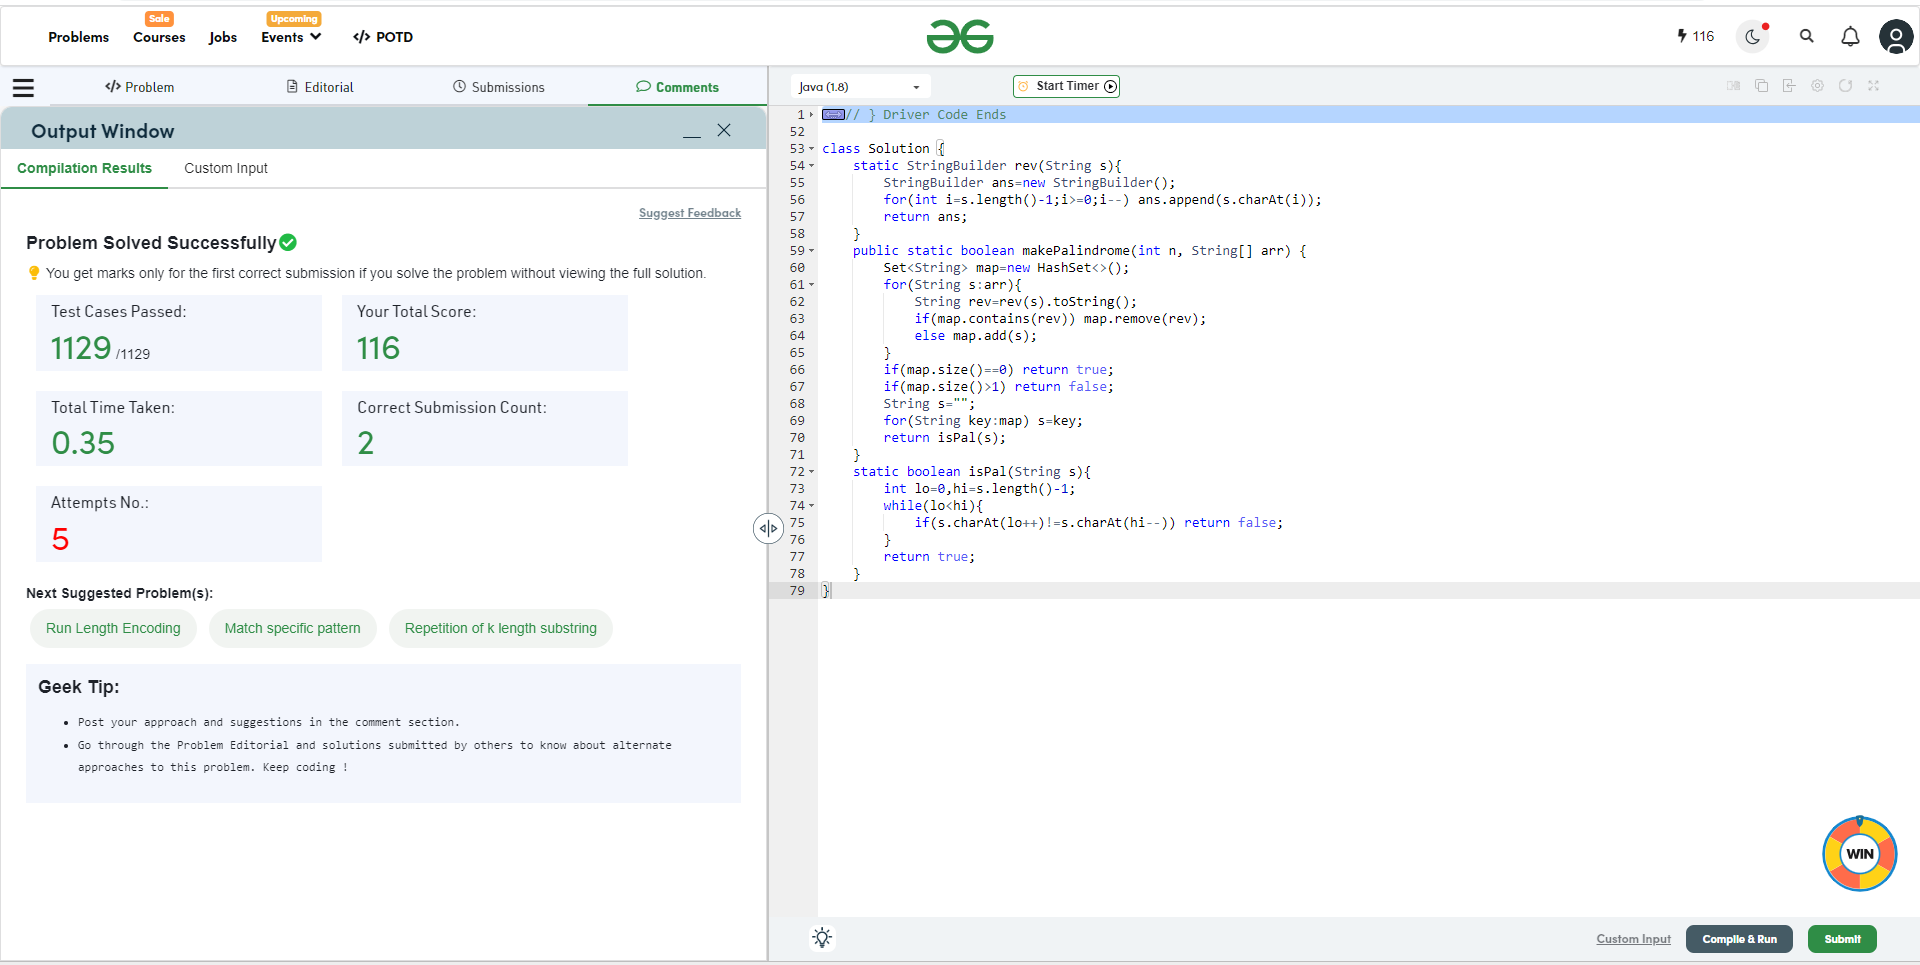 Sale
Upcoming
Problems
Courses
Jobs
Events
</> POTD
116
</> Problem
Editorial
Submissions
Comments
Java (1.8)
Start Timer
Output Window
Compilation Results
Custom Input
Suggest Feedback
Problem Solved Successfully
You get marks only for the first correct submission if you solve the problem without viewing the full solution.
Test Cases Passed:
1129 /1129
Your Total Score:
116
Total Time Taken:
0.35
Correct Submission Count:
2
Attempts No.:
5
Next Suggested Problem(s):
Run Length Encoding
Match specific pattern
Repetition of k length substring
Geek Tip:
• Post your approach and suggestions in the comment section.
• Go through the Problem Editorial and solutions submitted by others to know about alternate
approaches to this problem. Keep coding !
1 // } Driver Code Ends
52
53 class Solution {
54 static StringBuilder rev(String s){
55 StringBuilder ans=new StringBuilder();
56 for(int i=s.length()-1;i>=0;i--) ans.append(s.charAt(i));
57 return ans;
58 }
59 public static boolean makePalindrome(int n, String[] arr) {
60 Set<String> map=new HashSet<>();
61 for(String s:arr){
62 String rev=rev(s).toString();
63 if(map.contains(rev)) map.remove(rev);
64 else map.add(s);
65 }
66 if(map.size()==0) return true;
67 if(map.size()>1) return false;
68 String s="";
69 for(String key:map) s=key;
70 return isPal(s);
71 }
72 static boolean isPal(String s){
73 int lo=0,hi=s.length()-1;
74 while(lo<hi){
75 if(s.charAt(lo++)!=s.charAt(hi--)) return false;
76 }
77 return true;
78 }
79 }
WIN
Custom Input
Compile & Run
Submit